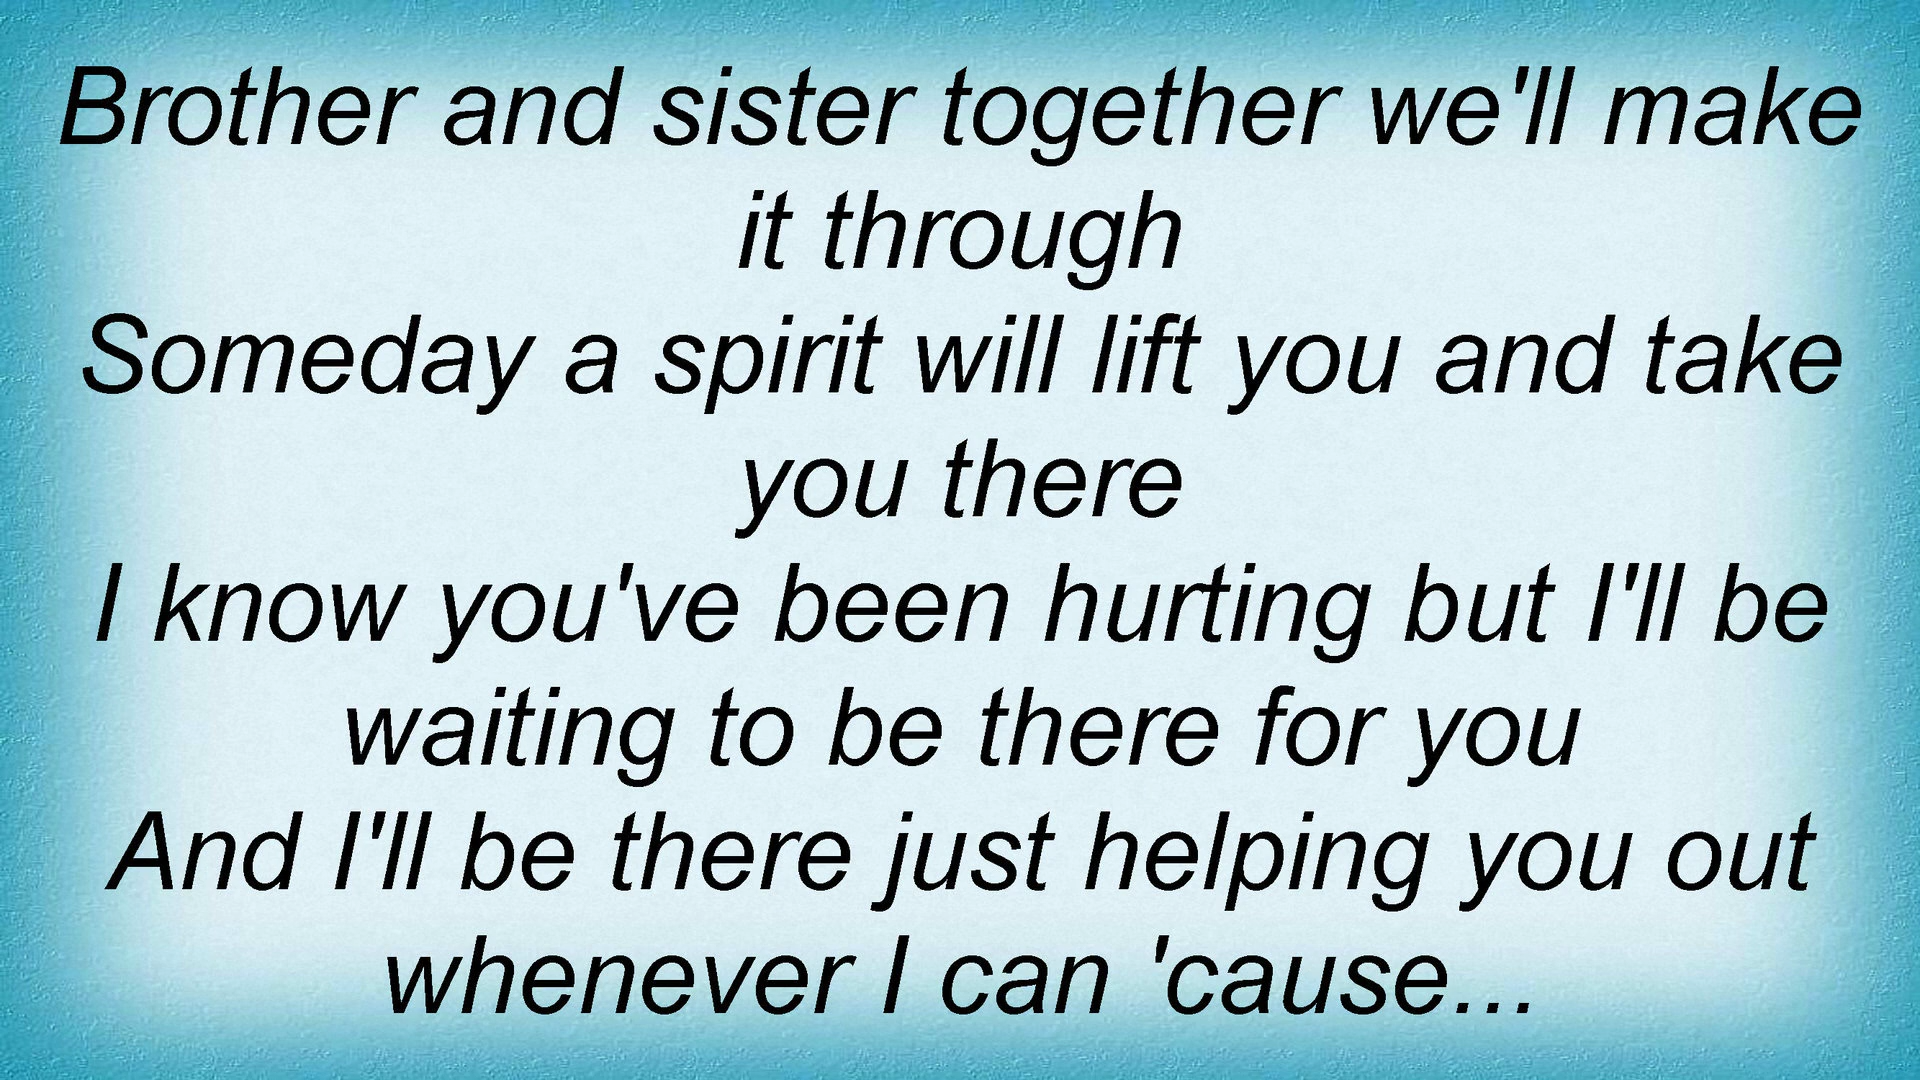 Brother and sister together we'll make
it through
Someday a spirit will lift you and take
you there
I know you've been hurting but I'll be
waiting to be there for you
And I'll be there just helping you out
whenever I can 'cause...